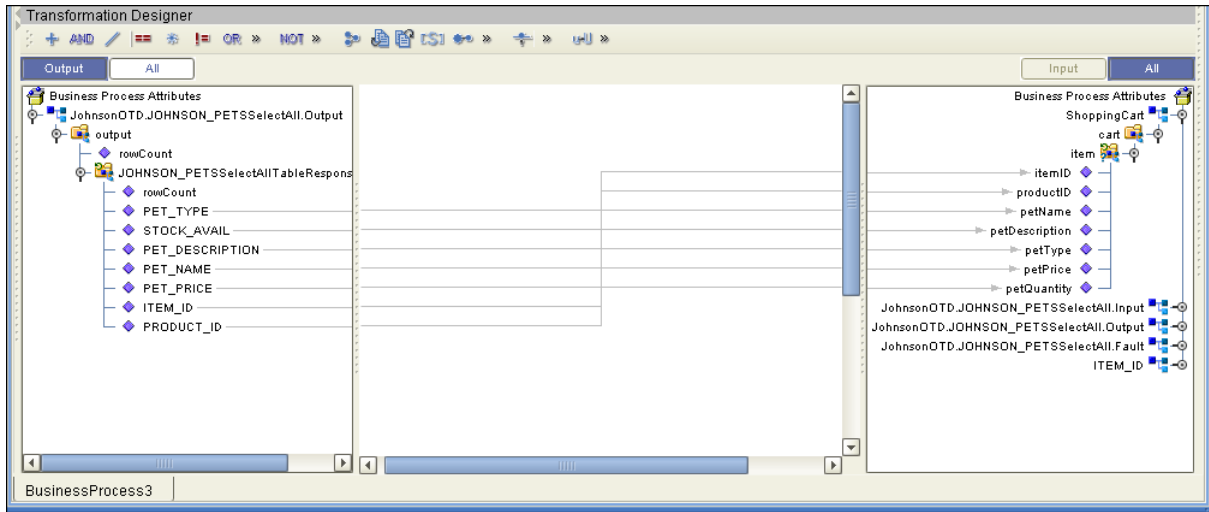 Transformation Designer
AND == != OR » NOT » [S] » » »
Output All Input All
Business Process Attributes
JohnsonOTD.JOHNSON_PETSSelectAll.Output
output
rowCount
JOHNSON_PETSSelectAllTableRespons
rowCount
PET_TYPE
STOCK_AVAIL
PET_DESCRIPTION
PET_NAME
PET_PRICE
ITEM_ID
PRODUCT_ID
Business Process Attributes
ShoppingCart
cart
item
itemID
productID
petName
petDescription
petType
petPrice
petQuantity
JohnsonOTD.JOHNSON_PETSSelectAll.Input
JohnsonOTD.JOHNSON_PETSSelectAll.Output
JohnsonOTD.JOHNSON_PETSSelectAll.Fault
ITEM_ID
BusinessProcess3